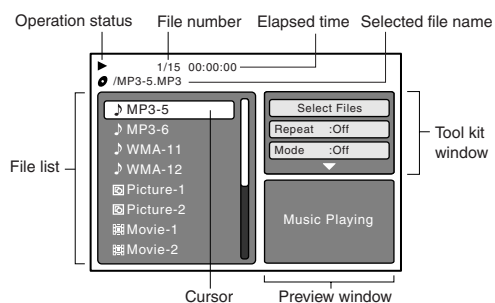 Operation status File number Elapsed time Selected file name
1/15 00:00:00
/MP3-5.MP3
MP3-5
MP3-6
WMA-11
WMA-12
Picture-1
Picture-2
Movie-1
Movie-2
File list
Select Files
Repeat :Off
Mode :Off
Tool kit
window
Music Playing
Cursor
Preview window